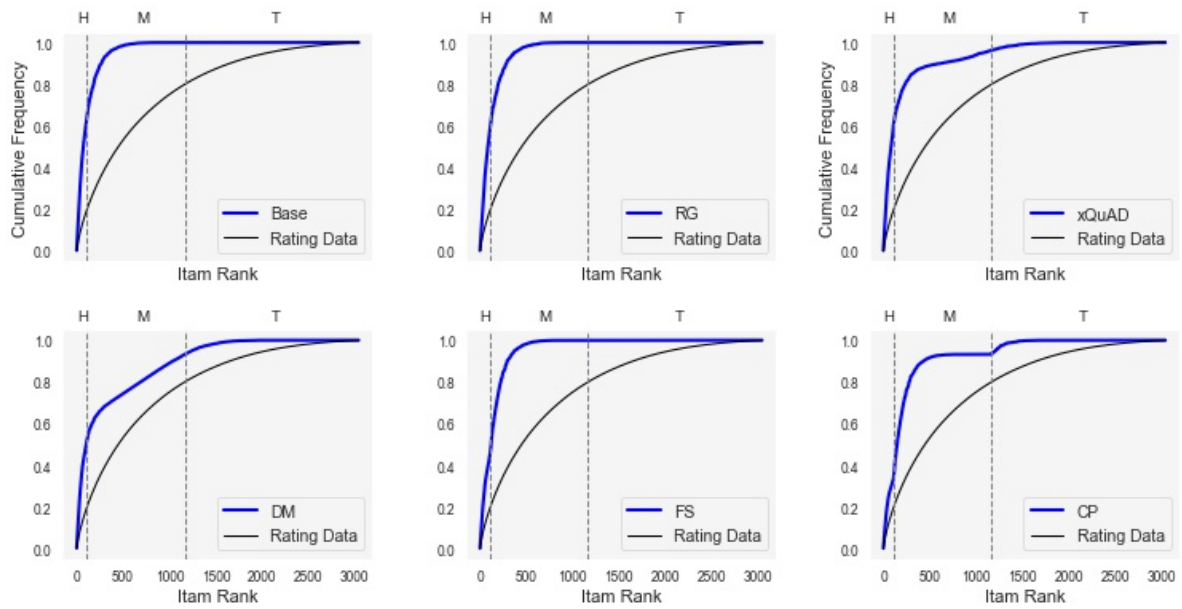 H M T
H M T
H M T
Cumulative Frequency
1.0
0.8
0.6
0.4
0.2
0.0
Base
Rating Data
Itam Rank
1.0
0.8
0.6
0.4
0.2
0.0
RG
Rating Data
Itam Rank
Cumulative Frequency
1.0
0.8
0.6
0.4
0.2
0.0
xQuAD
Rating Data
Itam Rank
H M T
H M T
H M T
1.0
0.8
0.6
0.4
0.2
0.0
DM
Rating Data
0 500 1000 1500 2000 2500 3000
Itam Rank
1.0
0.8
0.6
0.4
0.2
0.0
FS
Rating Data
0 500 1000 1500 2000 2500 3000
Itam Rank
1.0
0.8
0.6
0.4
0.2
0.0
CP
Rating Data
0 500 1000 1500 2000 2500 3000
Itam Rank